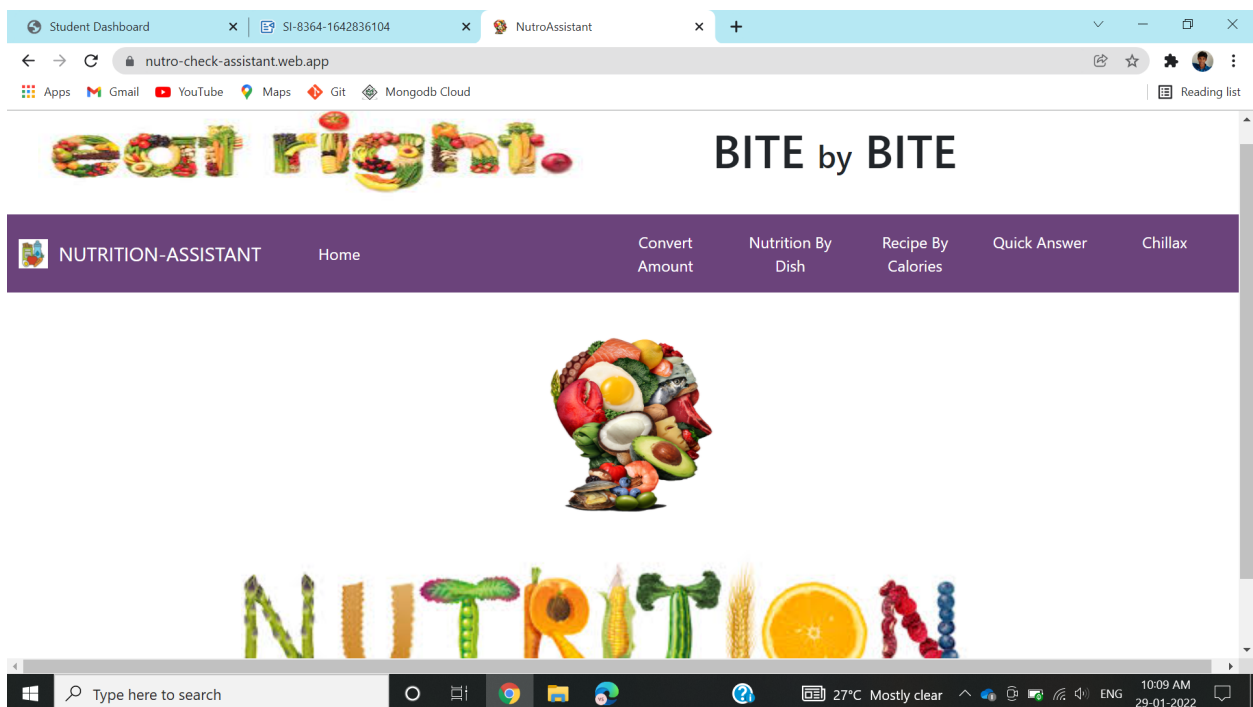 Student Dashboard
SI-8364-1642836104
NutroAssistant
nutro-check-assistant.web.app
Apps
Gmail
YouTube
Maps
Git
Mongodb Cloud
Reading list
eat right.
BITE by BITE
NUTRITION-ASSISTANT
Home
Convert
Amount
Nutrition By
Dish
Recipe By
Calories
Quick Answer
Chillax
NUTRITION
Type here to search
27°C Mostly clear
ENG
10:09 AM
29-01-2022